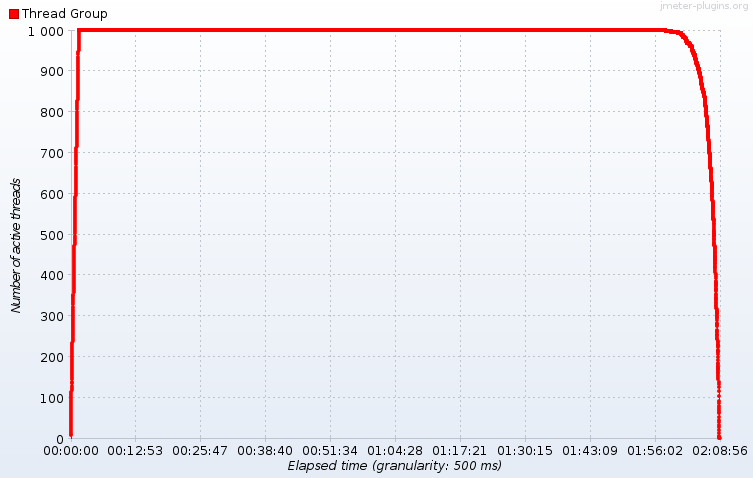 jmeter-plugins.org
Thread Group
1 000
900
800
700
600
500
400
300
200
100
0
Number of active threads
00:00:00 00:12:53 00:25:47 00:38:40 00:51:34 01:04:28 01:17:21 01:30:15 01:43:09 01:56:02 02:08:56
Elapsed time (granularity: 500 ms)